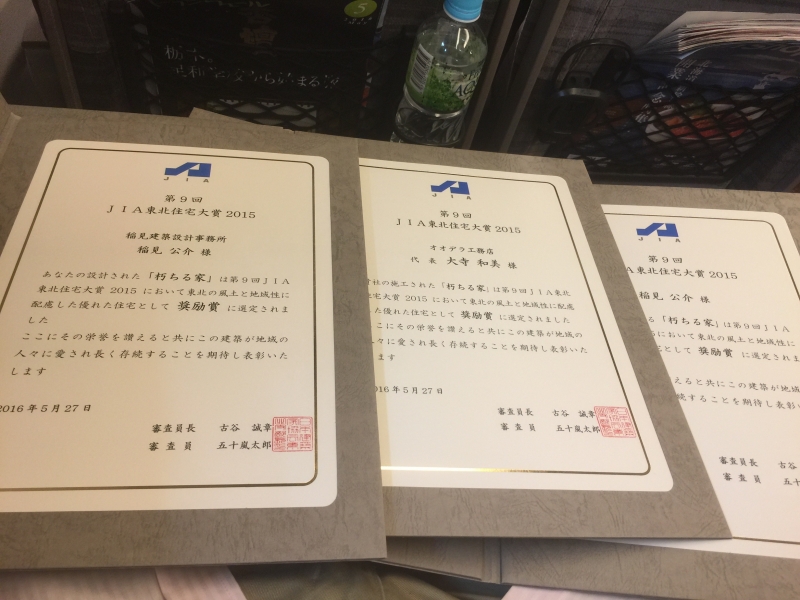 JIA
第9回
JIA東北住宅大賞2015
稲見建築設計事務所
稲見 公介 様
あなたの設計された「朽ちる家」は第9回JIA
東北住宅大賞 2015 において東北の風土と地域性に
配慮した優れた住宅として 奨励賞 に選定されま
した
ここにその栄誉を讃えると共にこの建築が地域の
人々に愛され長く存続することを期待し表彰いた
します
2016年5月27日
審査員長 古谷 誠章
審査員 五十嵐太郎
JIA
第9回
JIA東北住宅大賞2015
オオデラ工務店
代表 大寺 和美 様
社の施工された「朽ちる家」は第9回JIA東北
宅大賞 2015 において東北の風土と地域性に配慮
た優れた住宅として 奨励賞 に選定されました
こにその栄誉を讃えると共にこの建築が地域の
々に愛され長く存続することを期待し表彰いた
ます
2016年5月27日
審査員長 古谷 誠章
審査員 五十嵐太郎
JIA
第9回
IA東北住宅大賞2015
稲見 公介 様
る「朽ちる家」は第9回JIA
において東北の風土と地域性に
宅として 奨励賞 に選定されま
えると共にこの建築が地域
続することを期待し表彰いた
審査員長 古谷
審査員 五十
5